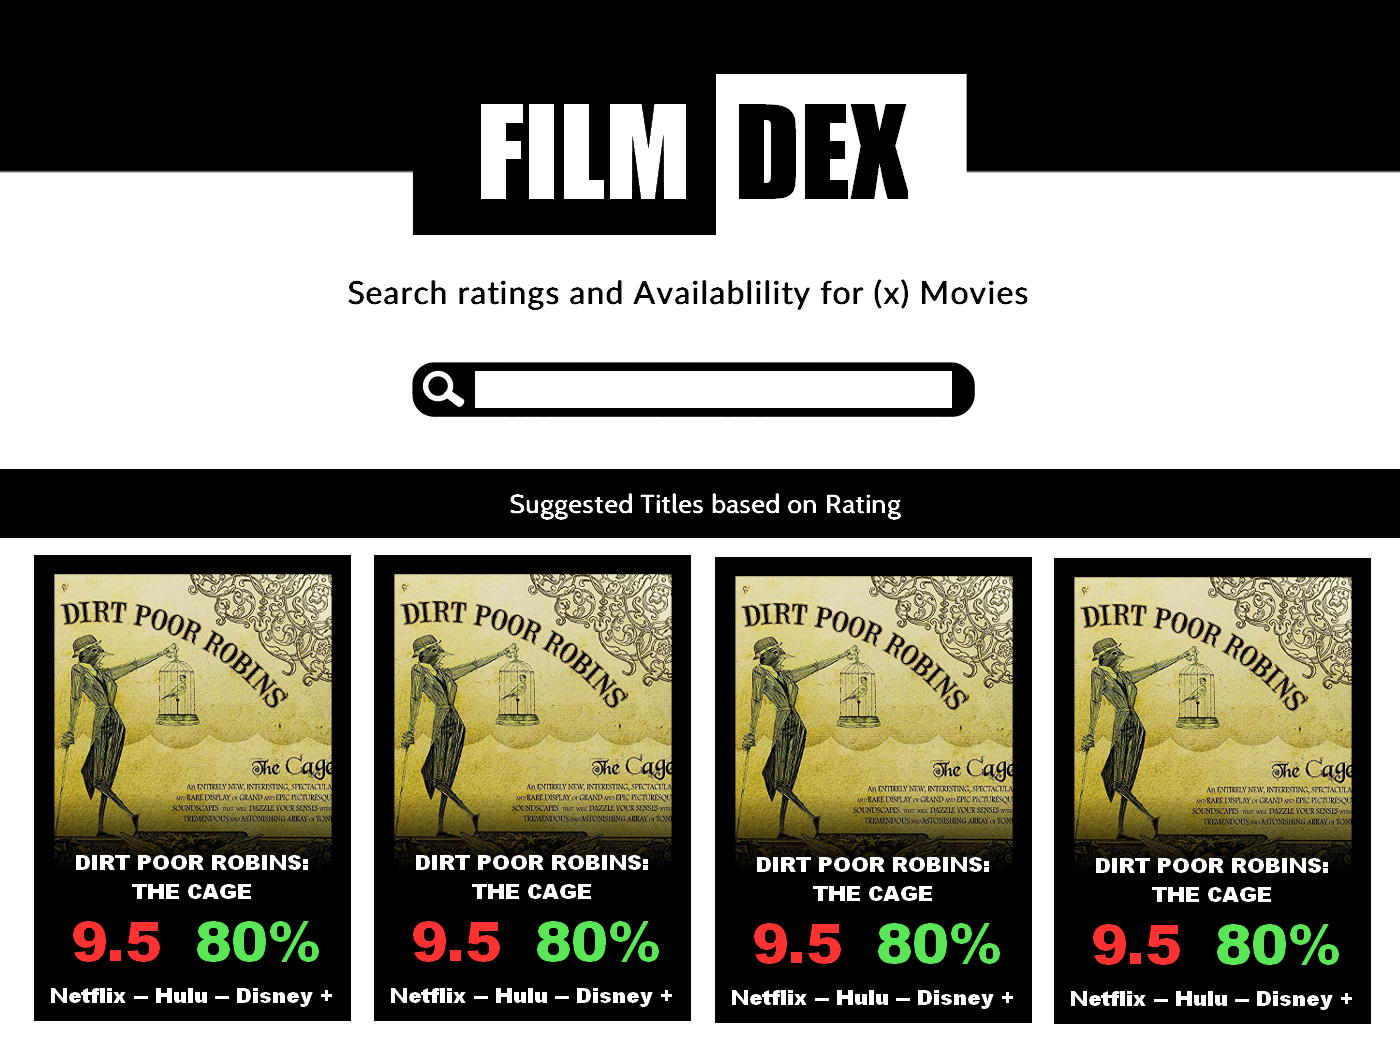 FILM DEX
Search ratings and Availablility for (x) Movies
Suggested Titles based on Rating
DIRT POOR ROBINS
The Cage
An ENTIRELY NEW, INTERESTING, SPECTACULA
AND RARE DISPLAY OF GRAND AND EPIC PICTURESQU
SOUNDSCAPES THAT WILL DAZZLE YOUR SENSES WITH
TREMENDOUS AND ASTONISHING ARRAY OF TON
DIRT POOR ROBINS:
THE CAGE
9.5 80%
Netflix – Hulu – Disney +
DIRT POOR ROBINS
The Cage
An ENTIRELY NEW, INTERESTING, SPECTACULA
AND RARE DISPLAY OF GRAND AND EPIC PICTURESQU
SOUNDSCAPES THAT WILL DAZZLE YOUR SENSES WITH
TREMENDOUS AND ASTONISHING ARRAY OF TON
DIRT POOR ROBINS:
THE CAGE
9.5 80%
Netflix – Hulu – Disney +
DIRT POOR ROBINS
The Cage
An ENTIRELY NEW, INTERESTING, SPECTACULA
AND RARE DISPLAY OF GRAND AND EPIC PICTURESQU
SOUNDSCAPES THAT WILL DAZZLE YOUR SENSES WITH
TREMENDOUS AND ASTONISHING ARRAY OF TON
DIRT POOR ROBINS:
THE CAGE
9.5 80%
Netflix – Hulu – Disney +
DIRT POOR ROBINS
The Cage
An ENTIRELY NEW, INTERESTING, SPECTACULA
AND RARE DISPLAY OF GRAND AND EPIC PICTURESQU
SOUNDSCAPES THAT WILL DAZZLE YOUR SENSES WITH
TREMENDOUS AND ASTONISHING ARRAY OF TON
DIRT POOR ROBINS:
THE CAGE
9.5 80%
Netflix – Hulu – Disney +